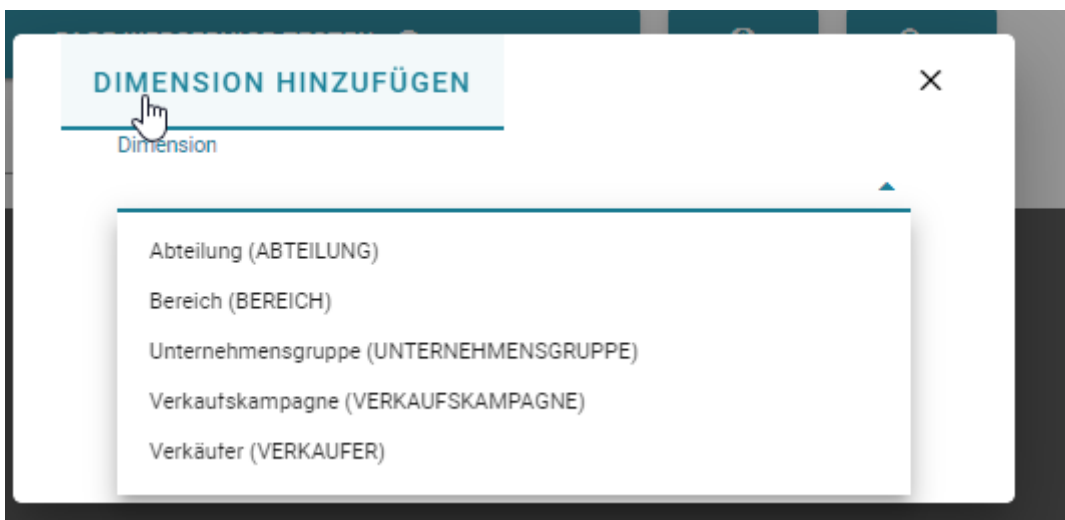 DIMENSION HINZUFÜGEN
Dimension
Abteilung (ABTEILUNG)
Bereich (BEREICH)
Unternehmensgruppe (UNTERNEHMENSGRUPPE)
Verkaufskampagne (VERKAUFSKAMPAGNE)
Verkäufer (VERKAUFER)